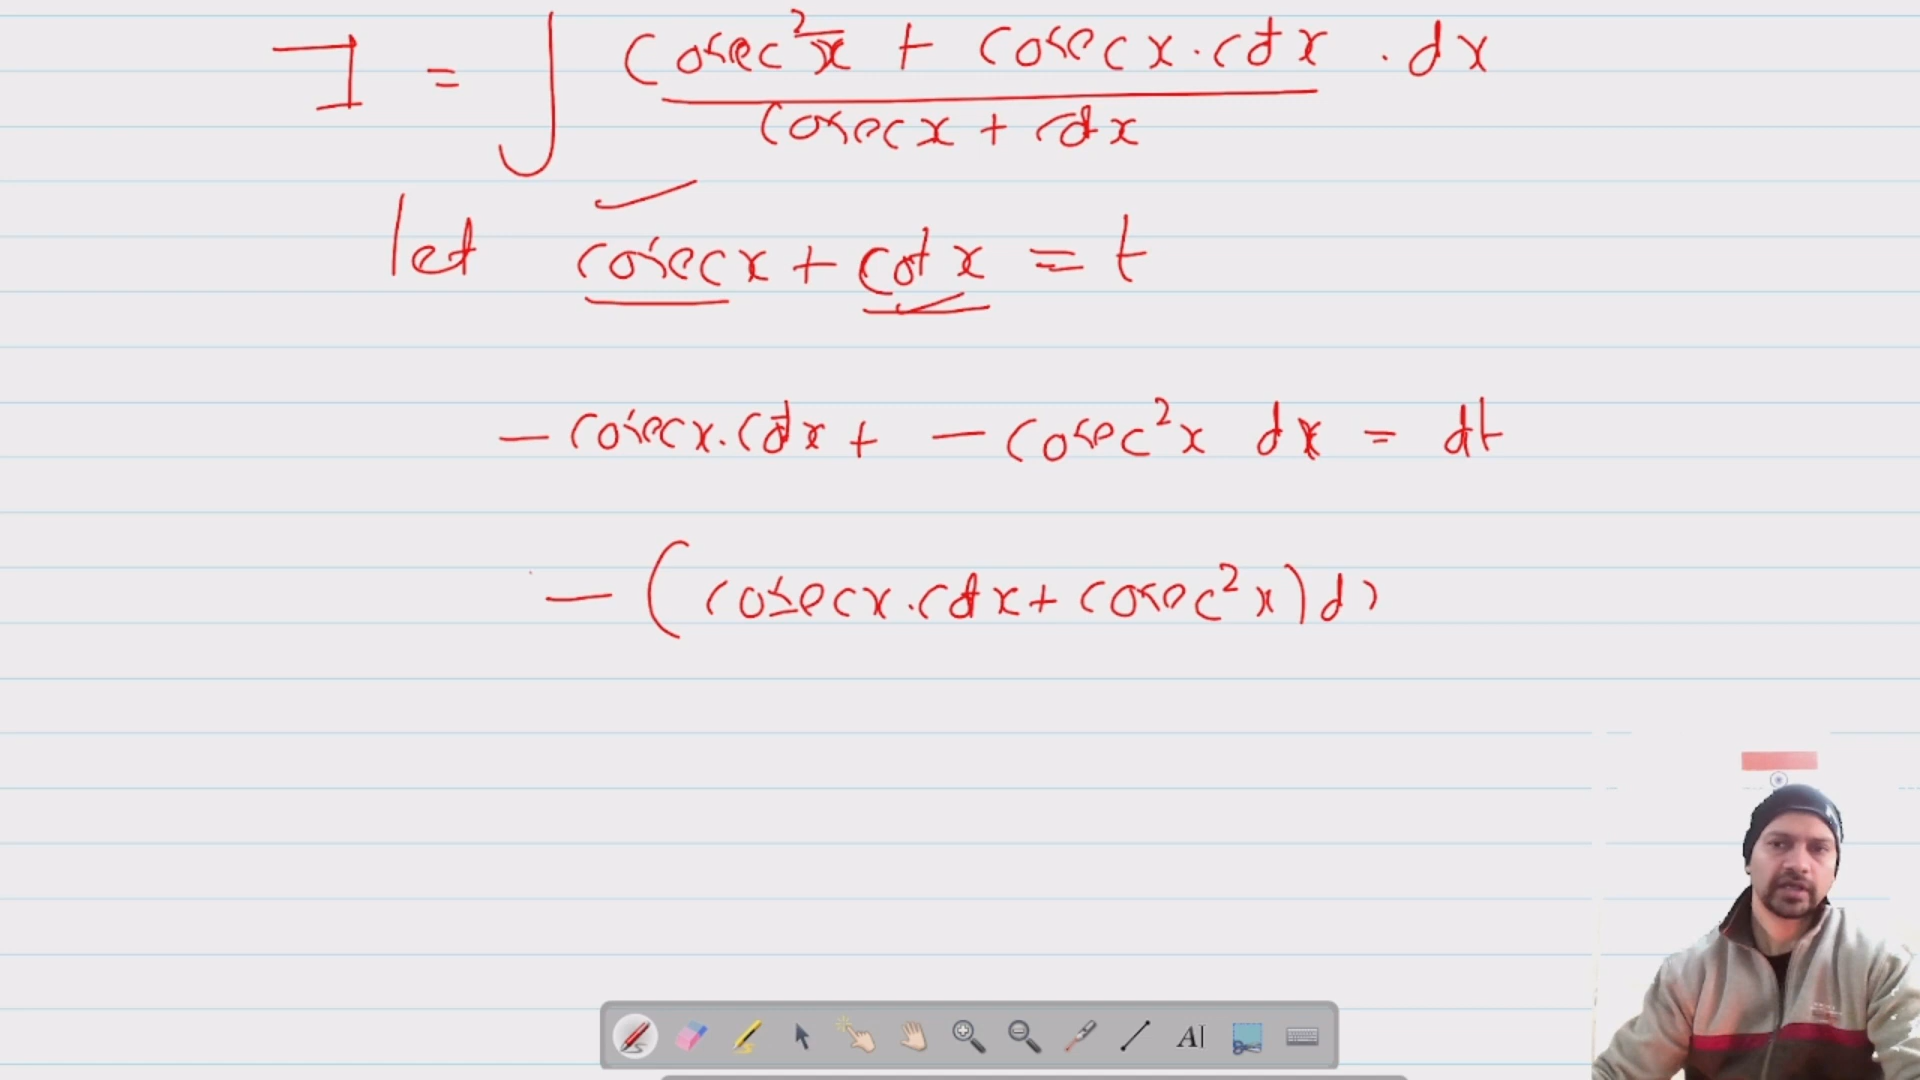 I = ∫ cosec²x + cosecx.cotx . dx
cosecx + cotx
let cosecx + cotx = t
- cosecx.cotx + - cosec²x dx = dt
- (cosecx.cotx + cosec²x) d
A